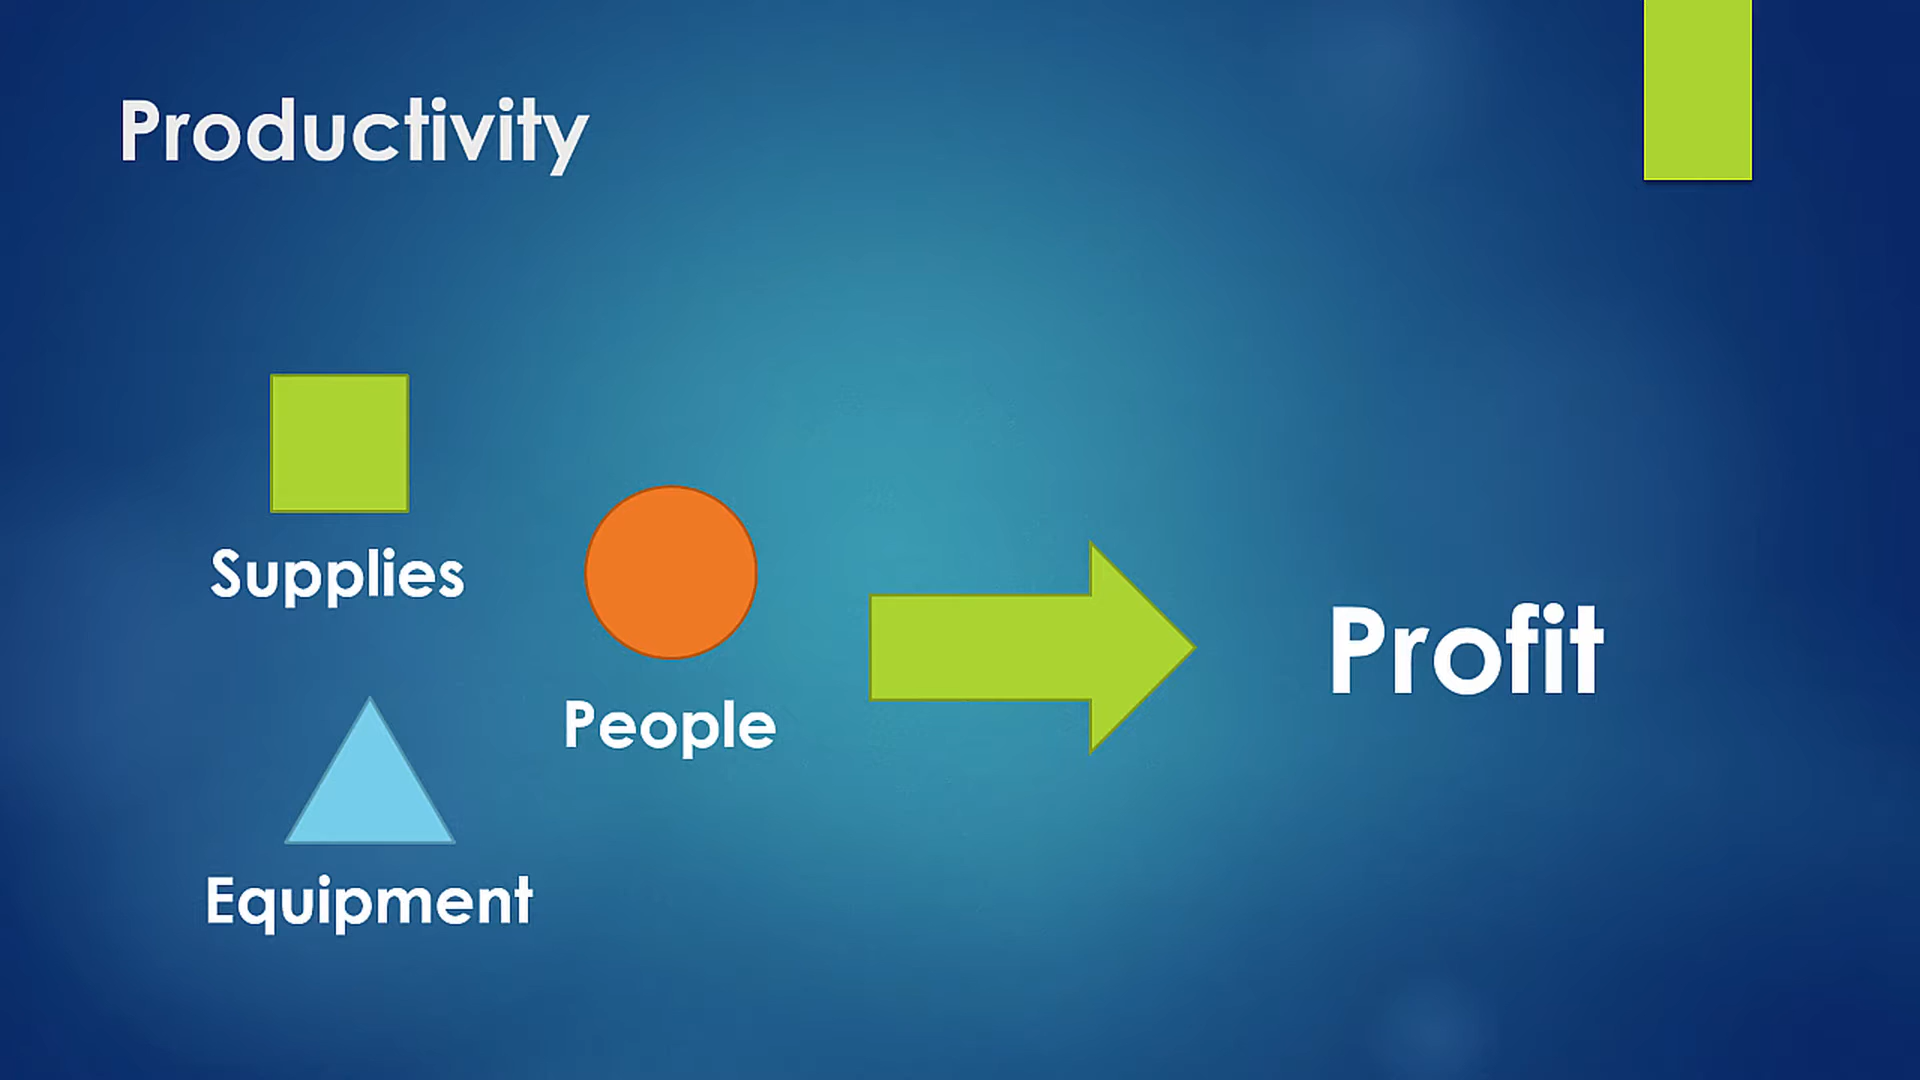 Productivity
Supplies
People
Profit
Equipment